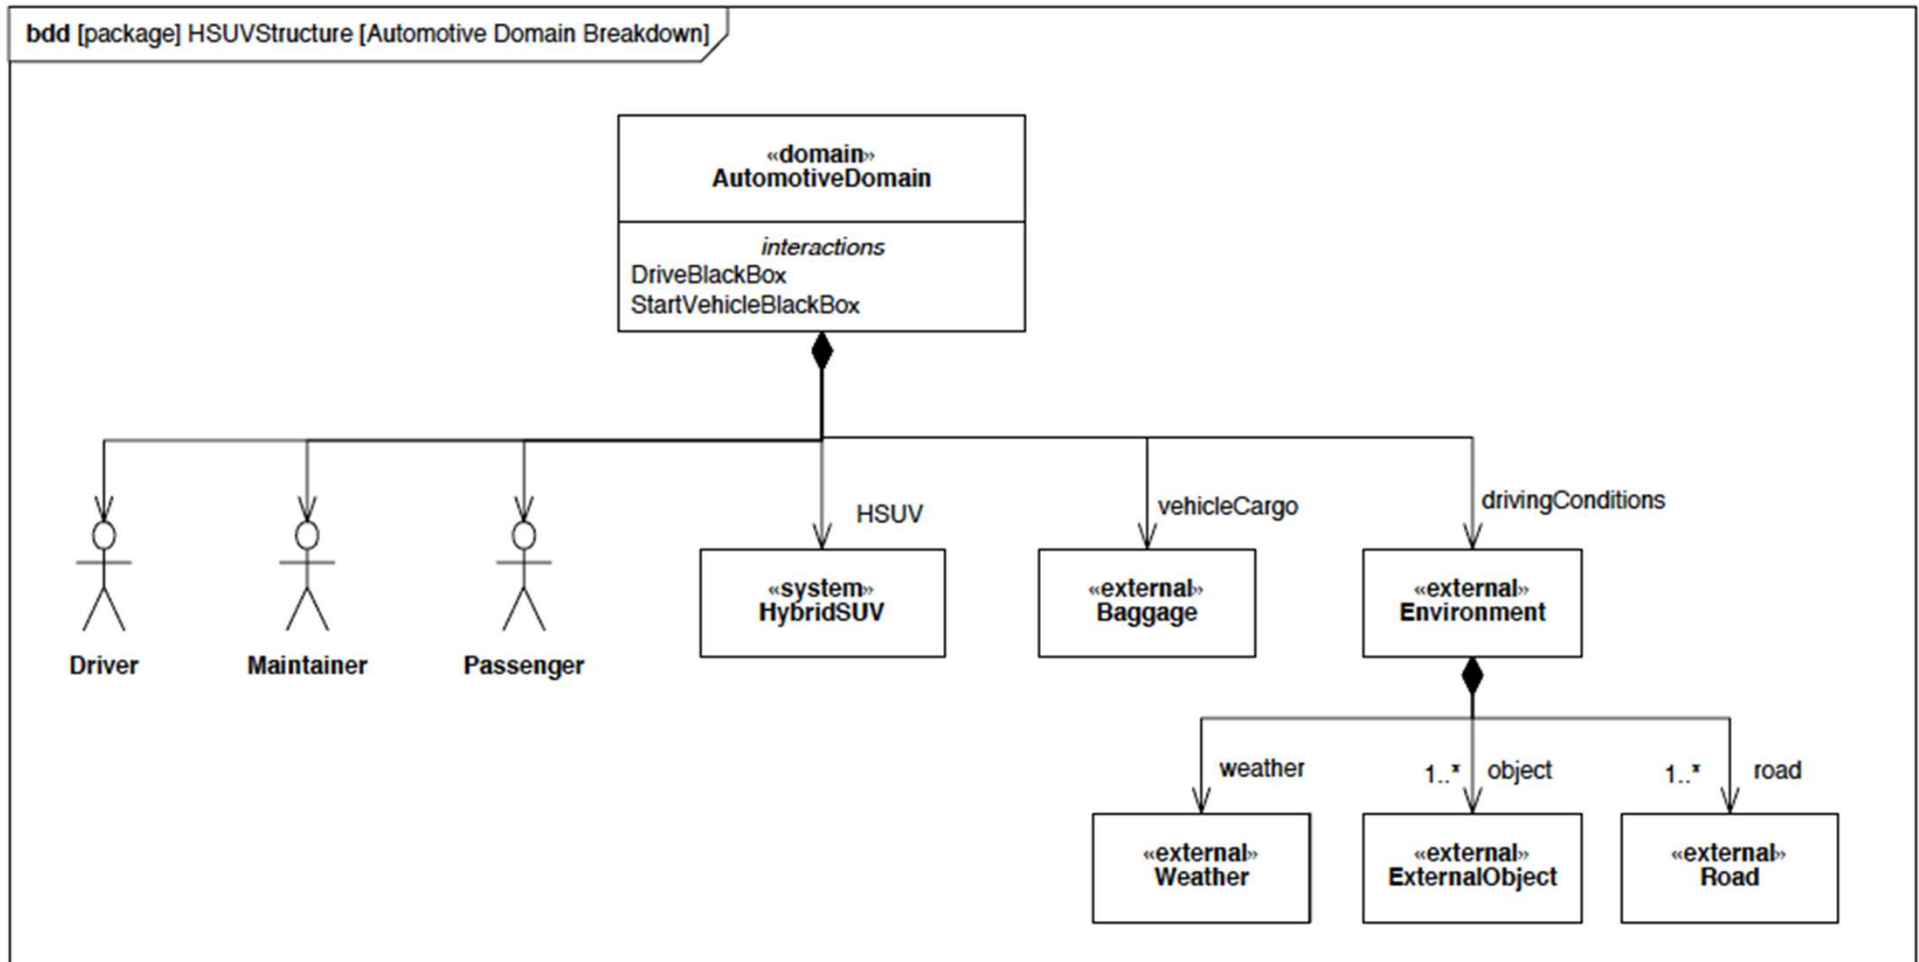 bdd [package] HSUVStructure [Automotive Domain Breakdown]
«domain»
AutomotiveDomain
interactions
DriveBlackBox
StartVehicleBlackBox
HSUV
vehicleCargo
drivingConditions
Driver
Maintainer
Passenger
«system»
HybridSUV
«external»
Baggage
«external»
Environment
weather
1..* object
1..* road
«external»
Weather
«external»
ExternalObject
«external»
Road